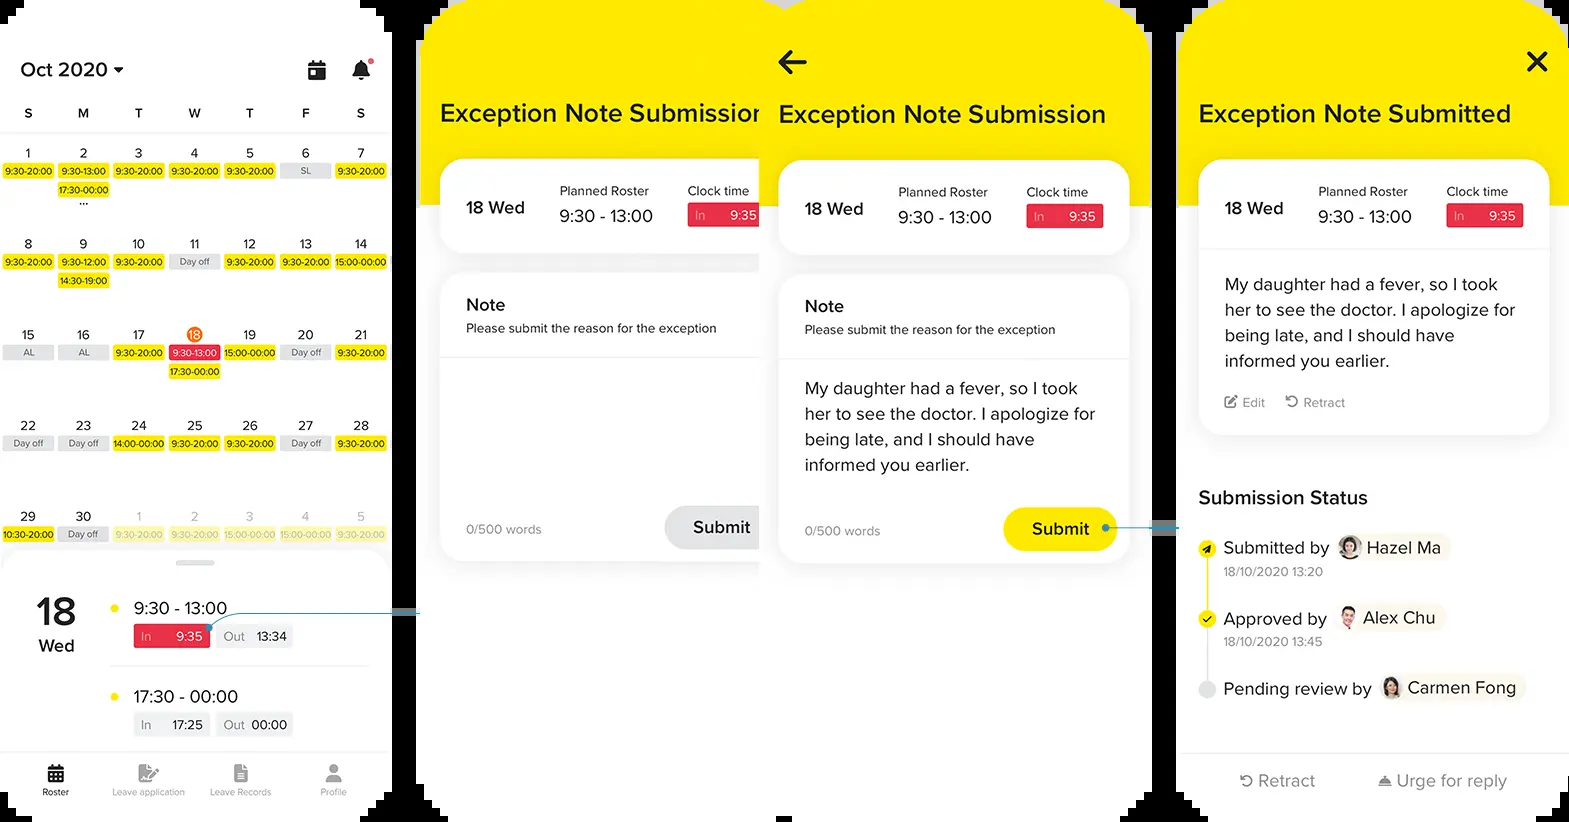 Oct 2020
S M T W T F S
1 2 3 4 5 6 7
9:30-20:00 9:30-13:00 9:30-20:00 9:30-20:00 9:30-20:00 SL 9:30-20:00
17:30-00:00
...
8 9 10 11 12 13 14
9:30-20:00 9:30-12:00 9:30-20:00 Day off 9:30-20:00 9:30-20:00 15:00-00:00
14:30-19:00
15 16 17 18 19 20 21
AL AL 9:30-20:00 9:30-13:00 15:00-00:00 Day off 9:30-20:00
17:30-00:00
22 23 24 25 26 27 28
Day off Day off 14:00-00:00 9:30-20:00 9:30-20:00 Day off 9:30-20:00
29 30 1 2 3 4 5
10:30-20:00 Day off 9:30-20:00 9:30-20:00 15:00-00:00 15:00-00:00 9:30-20:00
18
Wed
9:30 - 13:00
In 9:35 Out 13:34
17:30 - 00:00
In 17:25 Out 00:00
Roster Leave application Leave Records Profile
Exception Note Submission
18 Wed
Planned Roster
9:30 - 13:00
Clock time
In 9:35
Note
Please submit the reason for the exception
0/500 words
Submit
Exception Note Submission
18 Wed
Planned Roster
9:30 - 13:00
Clock time
In 9:35
Note
Please submit the reason for the exception
My daughter had a fever, so I took
her to see the doctor. I apologize for
being late, and I should have
informed you earlier.
0/500 words
Submit
Exception Note Submitted
18 Wed
Planned Roster
9:30 - 13:00
Clock time
In 9:35
My daughter had a fever, so I took
her to see the doctor. I apologize for
being late, and I should have
informed you earlier.
Edit Retract
Submission Status
Submitted by Hazel Ma
18/10/2020 13:20
Approved by Alex Chu
18/10/2020 13:45
Pending review by Carmen Fong
Retract Urge for reply